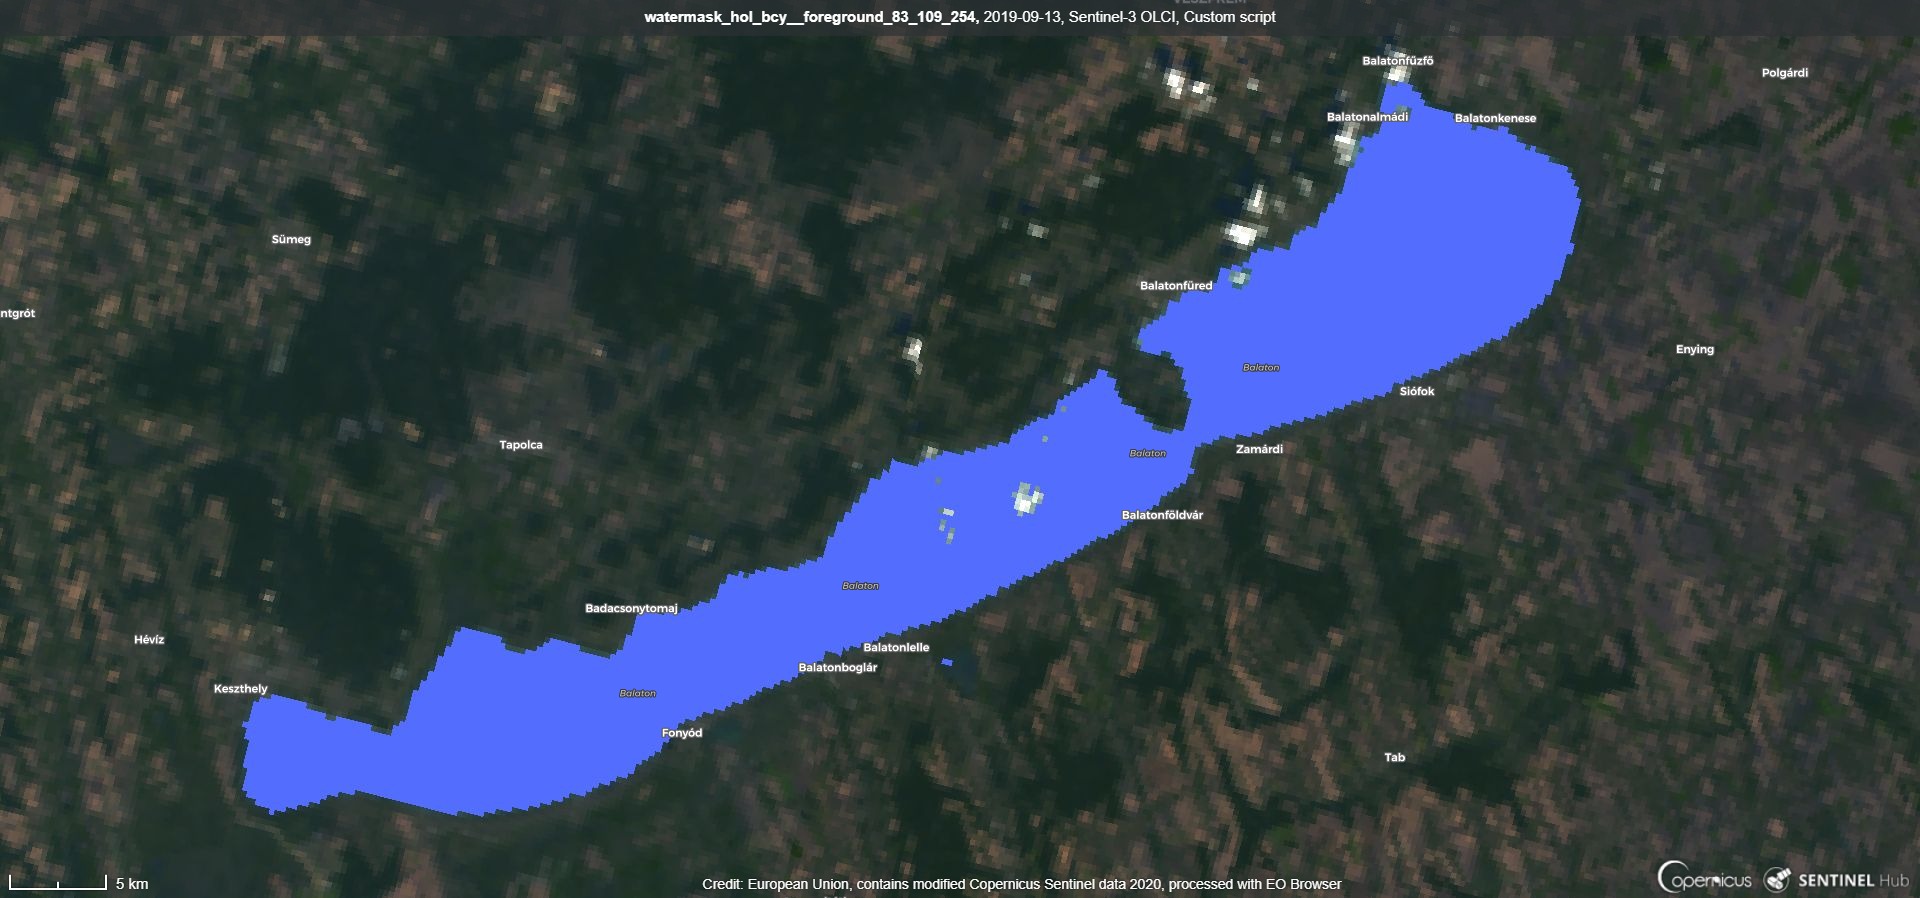 VESZPRÉM
watermask_hol_bcy__foreground_83_109_254, 2019-09-13, Sentinel-3 OLCI, Custom script
Balatonfűzfő
Polgárdi
Balatonalmádi
Balatonkenese
Sümeg
Balatonfüred
ntgrót
Enying
Balaton
Siófok
Tapolca
Zamárdi
Balaton
Balatonföldvár
Balaton
Badacsonytomaj
Hévíz
Balatonlelle
Balatonboglár
Keszthely
Balaton
Fonyód
Tab
5 km
Credit: European Union, contains modified Copernicus Sentinel data 2020, processed with EO Browser
opernicus
SENTINEL Hub